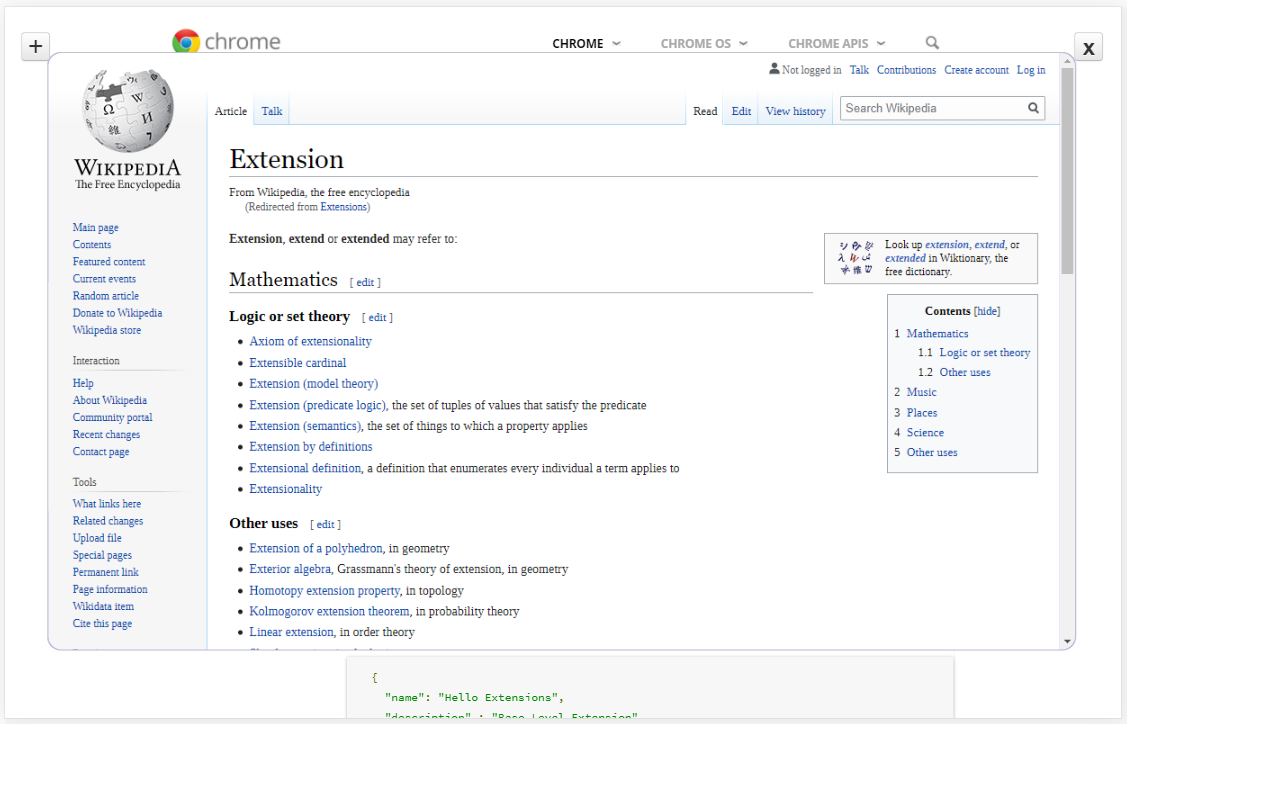 +
chrome
CHROME
CHROME OS
CHROME APIS
x
Not logged in Talk Contributions Create account Log in
Article Talk
Read Edit View history
Search Wikipedia
WIKIPEDIA
The Free Encyclopedia
Main page
Contents
Featured content
Current events
Random article
Donate to Wikipedia
Wikipedia store
Interaction
Help
About Wikipedia
Community portal
Recent changes
Contact page
Tools
What links here
Related changes
Upload file
Special pages
Permanent link
Page information
Wikidata item
Cite this page
Extension
From Wikipedia, the free encyclopedia
(Redirected from Extensions)
Extension, extend or extended may refer to:
Look up extension, extend, or
extended in Wiktionary, the
free dictionary.
Contents [hide]
1 Mathematics
1.1 Logic or set theory
1.2 Other uses
2 Music
3 Places
4 Science
5 Other uses
Mathematics [ edit ]
Logic or set theory [ edit ]
• Axiom of extensionality
• Extensible cardinal
• Extension (model theory)
• Extension (predicate logic), the set of tuples of values that satisfy the predicate
• Extension (semantics), the set of things to which a property applies
• Extension by definitions
• Extensional definition, a definition that enumerates every individual a term applies to
• Extensionality
Other uses [ edit ]
• Extension of a polyhedron, in geometry
• Exterior algebra, Grassmann's theory of extension, in geometry
• Homotopy extension property, in topology
• Kolmogorov extension theorem, in probability theory
• Linear extension, in order theory
{
"name": "Hello Extensions",
"description" : "Base Level Extension"